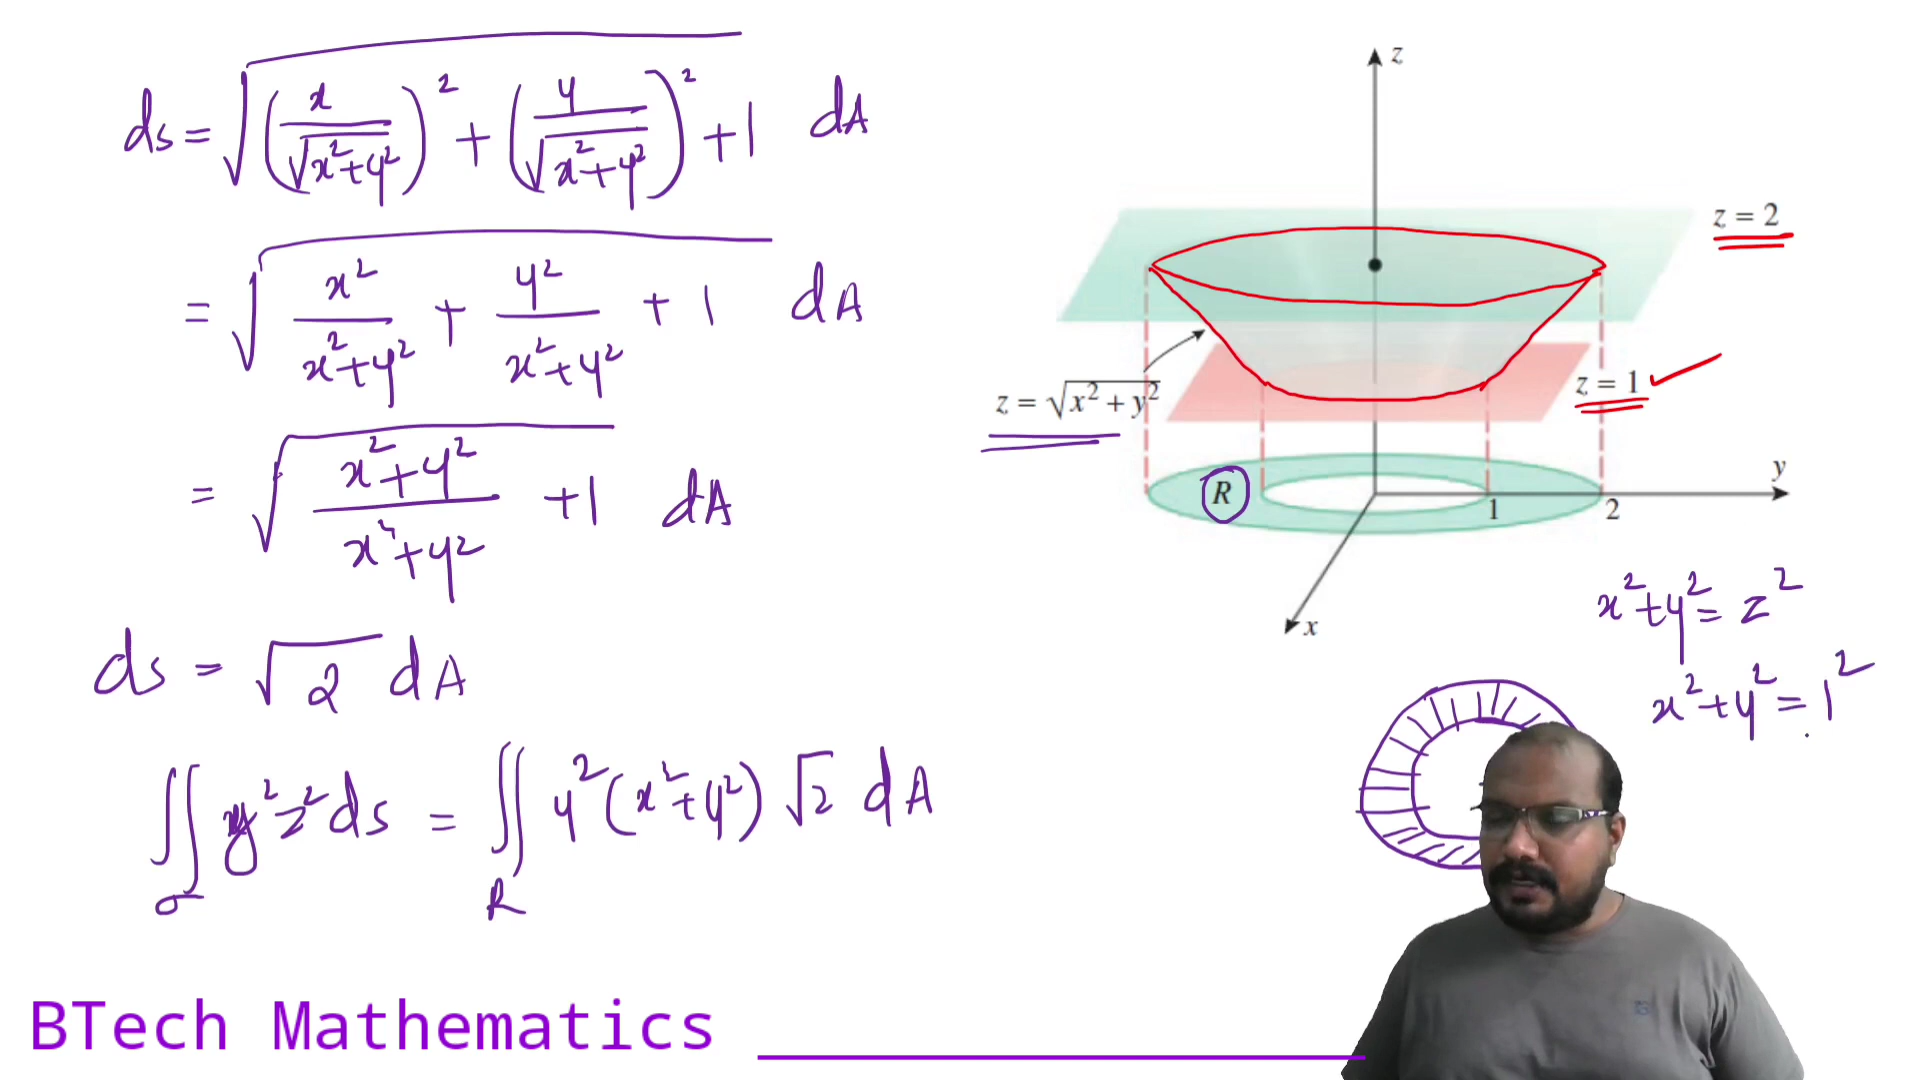 ds = √((x/√(x²+y²))² + (y/√(x²+y²))² + 1) dA
= √(x²/(x²+y²) + y²/(x²+y²) + 1) dA
= √((x²+y²)/(x²+y²) + 1) dA
ds = √2 dA
∬σ y²z² ds = ∬R y²(x²+y²) √2 dA
z
z = 2
z = 1
z = √(x² + y²)
R
y
1
2
x
x²+y² = z²
x²+y² = 1²
BTech Mathematics